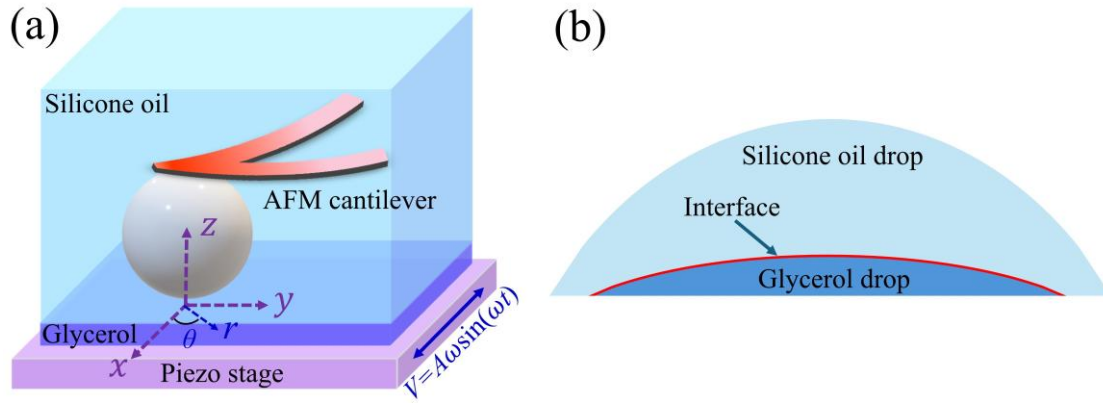 (a)
Silicone oil
AFM cantilever
z
y
Glycerol
θ
r
x
Piezo stage
V=Aωsin(ωt)
(b)
Silicone oil drop
Interface
Glycerol drop